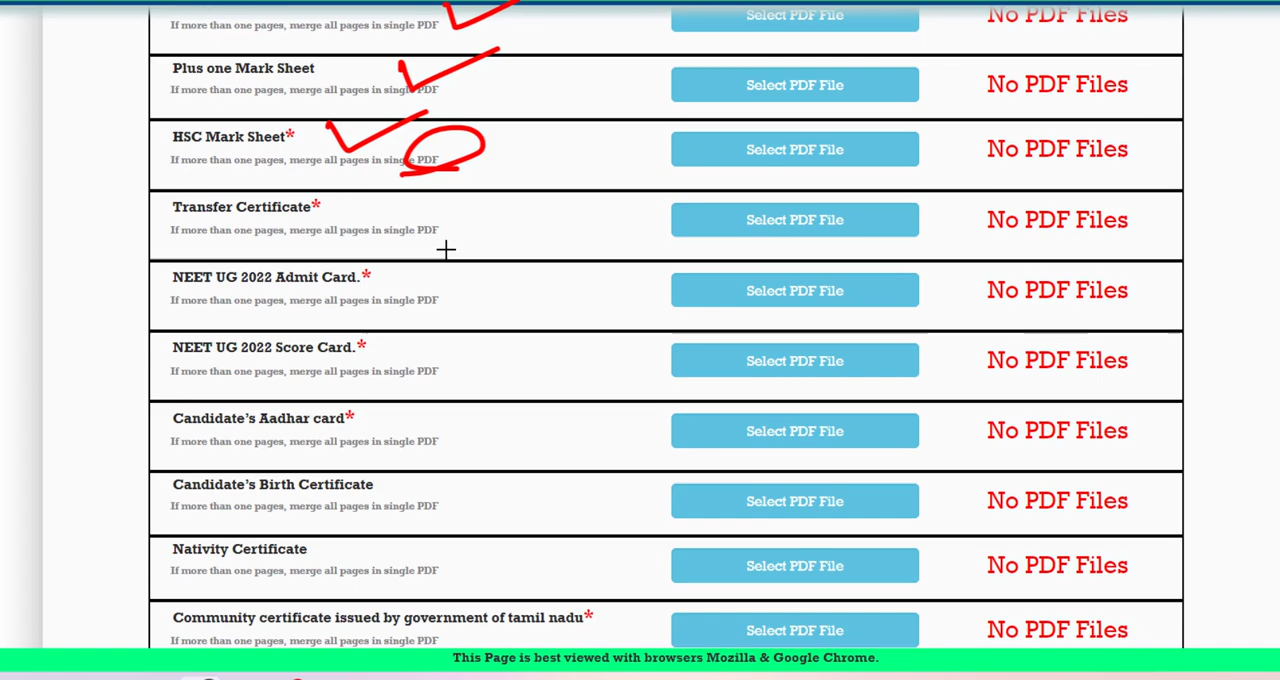 If more than one pages, merge all pages in single PDF
Select PDF File
No PDF Files
Plus one Mark Sheet
If more than one pages, merge all pages in single PDF
Select PDF File
No PDF Files
HSC Mark Sheet*
If more than one pages, merge all pages in single PDF
Select PDF File
No PDF Files
Transfer Certificate*
If more than one pages, merge all pages in single PDF
Select PDF File
No PDF Files
NEET UG 2022 Admit Card.*
If more than one pages, merge all pages in single PDF
Select PDF File
No PDF Files
NEET UG 2022 Score Card.*
If more than one pages, merge all pages in single PDF
Select PDF File
No PDF Files
Candidate's Aadhar card*
If more than one pages, merge all pages in single PDF
Select PDF File
No PDF Files
Candidate's Birth Certificate
If more than one pages, merge all pages in single PDF
Select PDF File
No PDF Files
Nativity Certificate
If more than one pages, merge all pages in single PDF
Select PDF File
No PDF Files
Community certificate issued by government of tamil nadu*
If more than one pages, merge all pages in single PDF
Select PDF File
No PDF Files
This Page is best viewed with browsers Mozilla & Google Chrome.